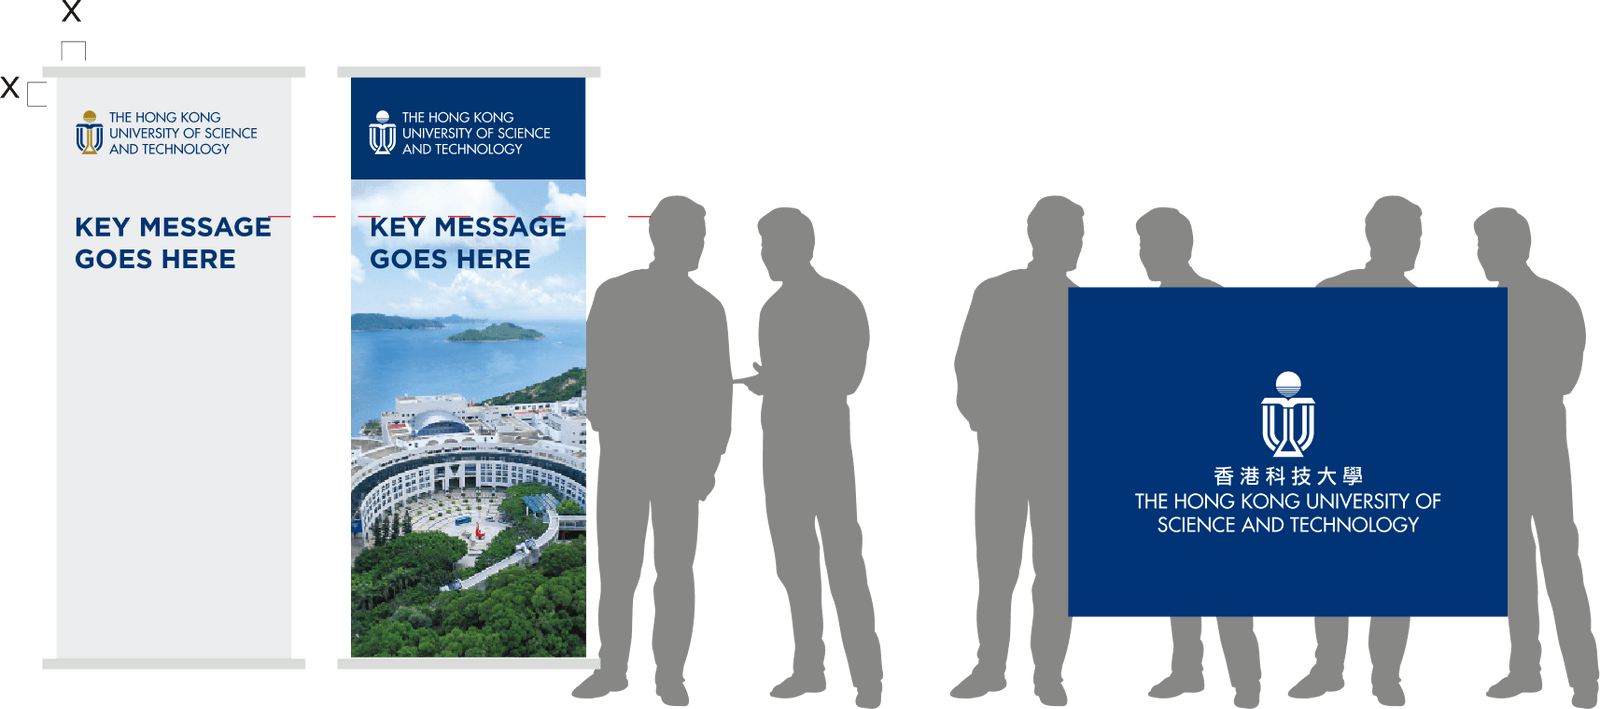 X
X
THE HONG KONG
UNIVERSITY OF SCIENCE
AND TECHNOLOGY
KEY MESSAGE
GOES HERE
THE HONG KONG
UNIVERSITY OF SCIENCE
AND TECHNOLOGY
KEY MESSAGE
GOES HERE
香港科技大學
THE HONG KONG UNIVERSITY OF
SCIENCE AND TECHNOLOGY